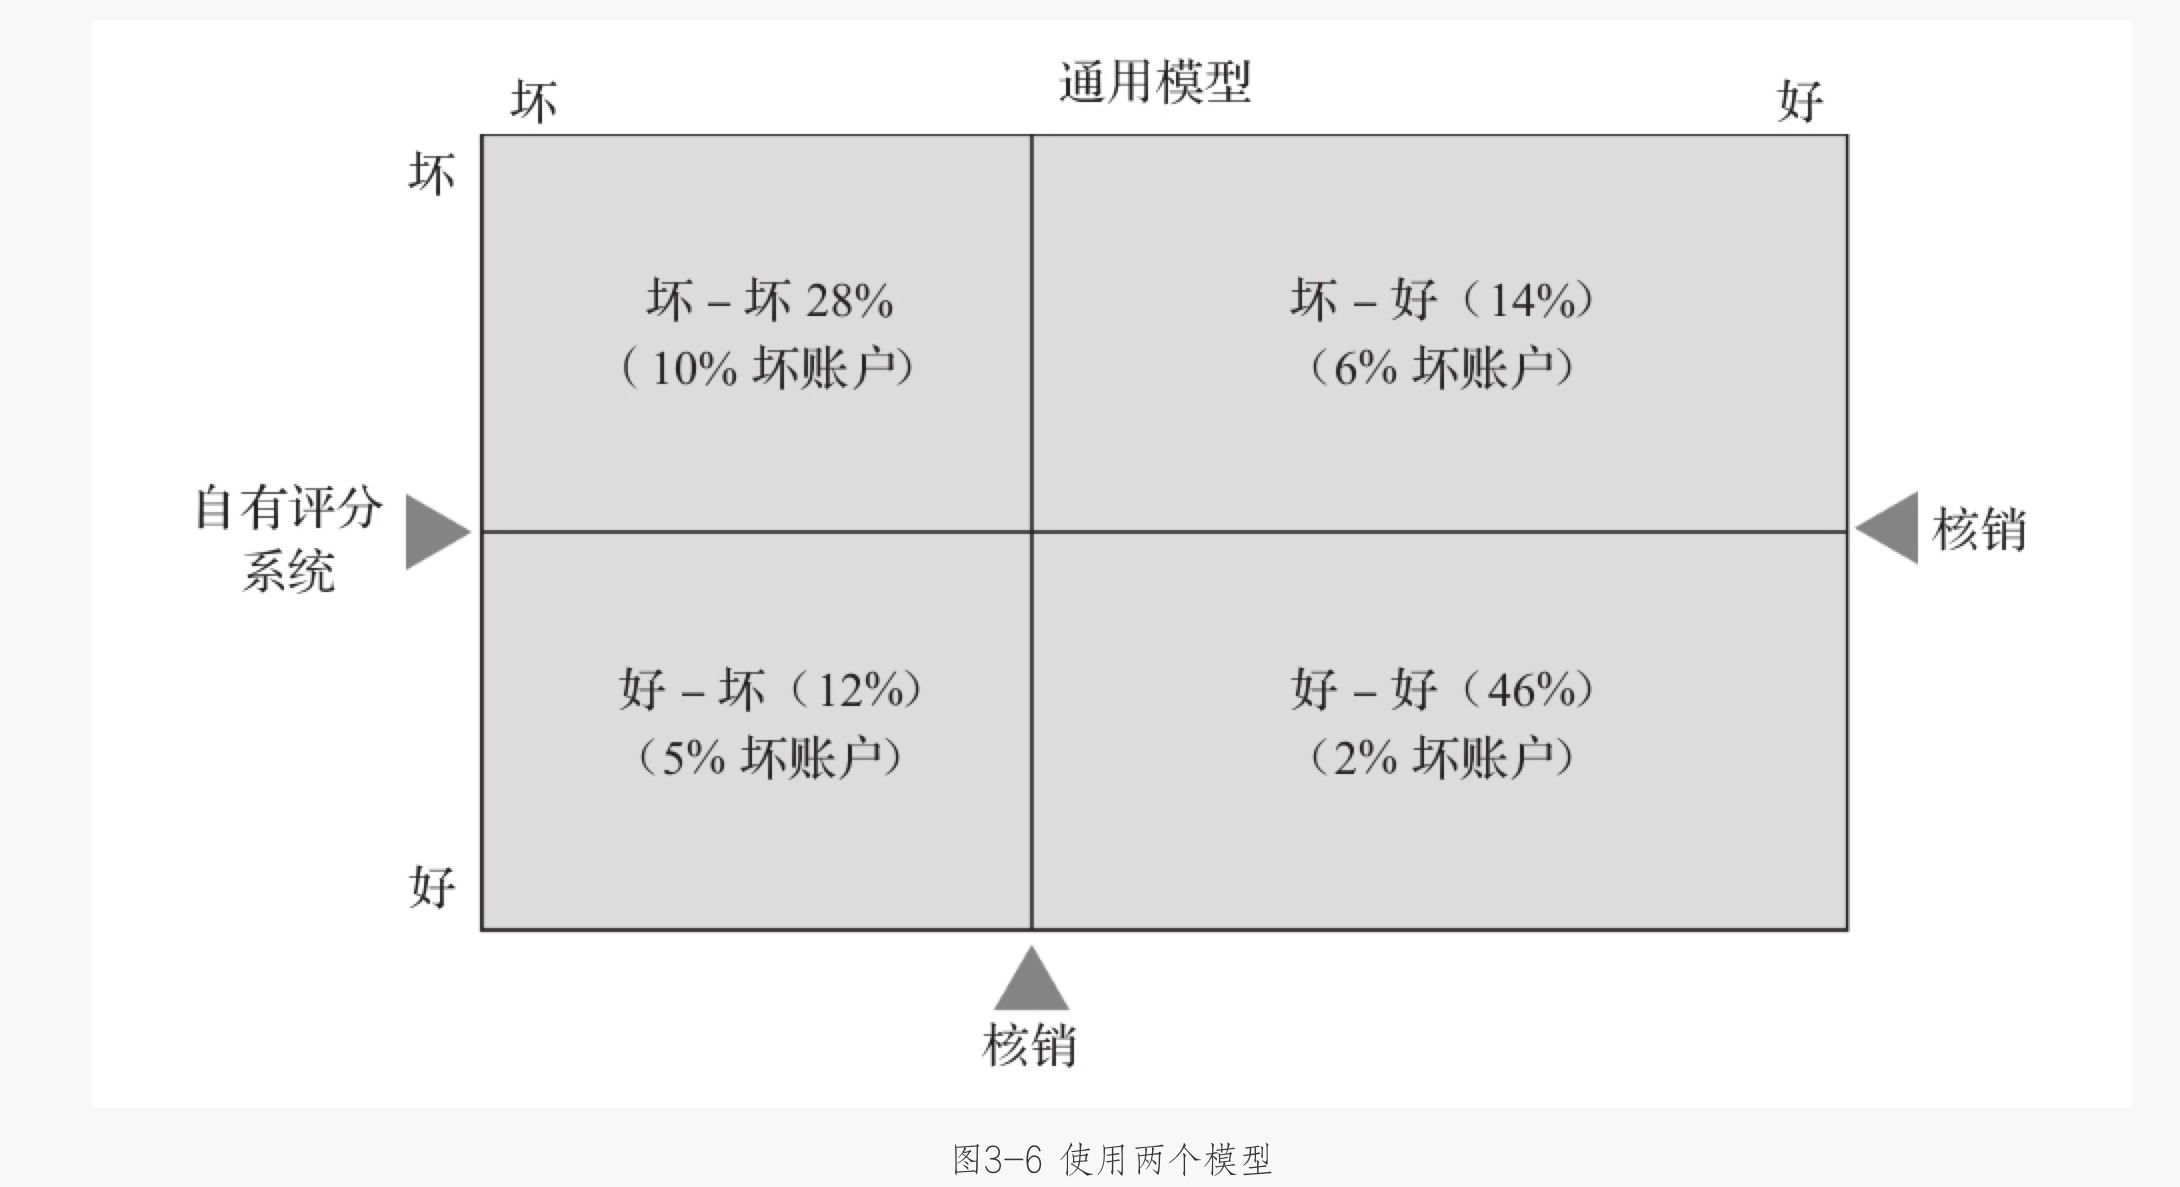 通用模型
坏
好
坏
坏 – 坏 28%
（10% 坏账户）
坏 – 好（14%）
（6% 坏账户）
自有评分
系统
核销
好 – 坏（12%）
（5% 坏账户）
好 – 好（46%）
（2% 坏账户）
好
核销
图3-6 使用两个模型